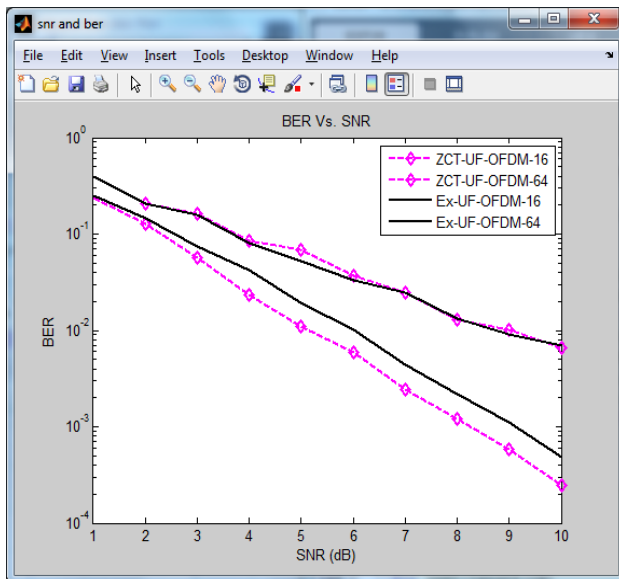 snr and ber
File Edit View Insert Tools Desktop Window Help
BER Vs. SNR
ZCT-UF-OFDM-16
ZCT-UF-OFDM-64
Ex-UF-OFDM-16
Ex-UF-OFDM-64
10^0
10^-1
10^-2
10^-3
10^-4
BER
1 2 3 4 5 6 7 8 9 10
SNR (dB)